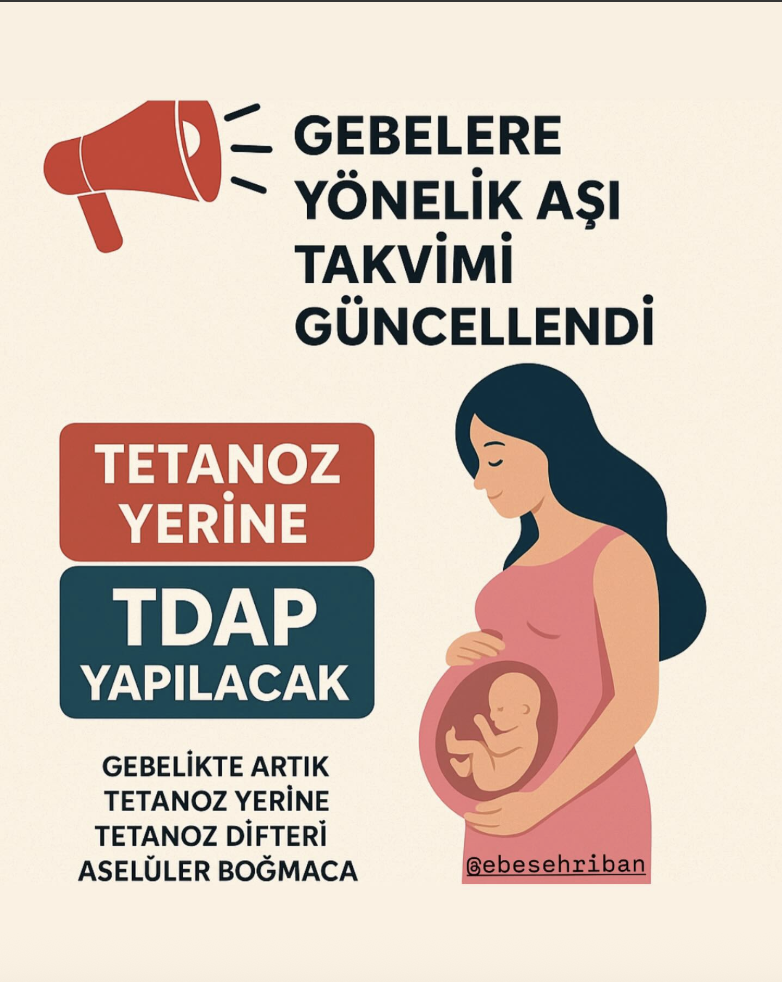 GEBELERE
YÖNELİK AŞI
TAKVİMİ
GÜNCELLENDİ
TETANOZ
YERİNE
TDAP
YAPILACAK
GEBELİKTE ARTIK
TETANOZ YERİNE
TETANOZ DİFTERİ
ASELÜLER BOĞMACA
@ebesehriban